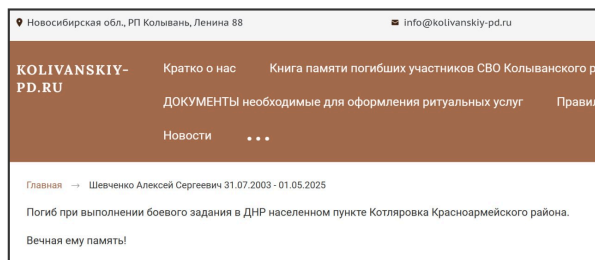 Новосибирская обл., РП Колывань, Ленина 88
info@kolivanskiy-pd.ru
KOLIVANSKIY-
PD.RU
Кратко о нас
Книга памяти погибших участников СВО Колыванского р
ДОКУМЕНТЫ необходимые для оформления ритуальных услуг
Правил
Новости
...
Главная → Шевченко Алексей Сергеевич 31.07.2003 - 01.05.2025
Погиб при выполнении боевого задания в ДНР населенном пункте Котляровка Красноармейского района.
Вечная ему память!